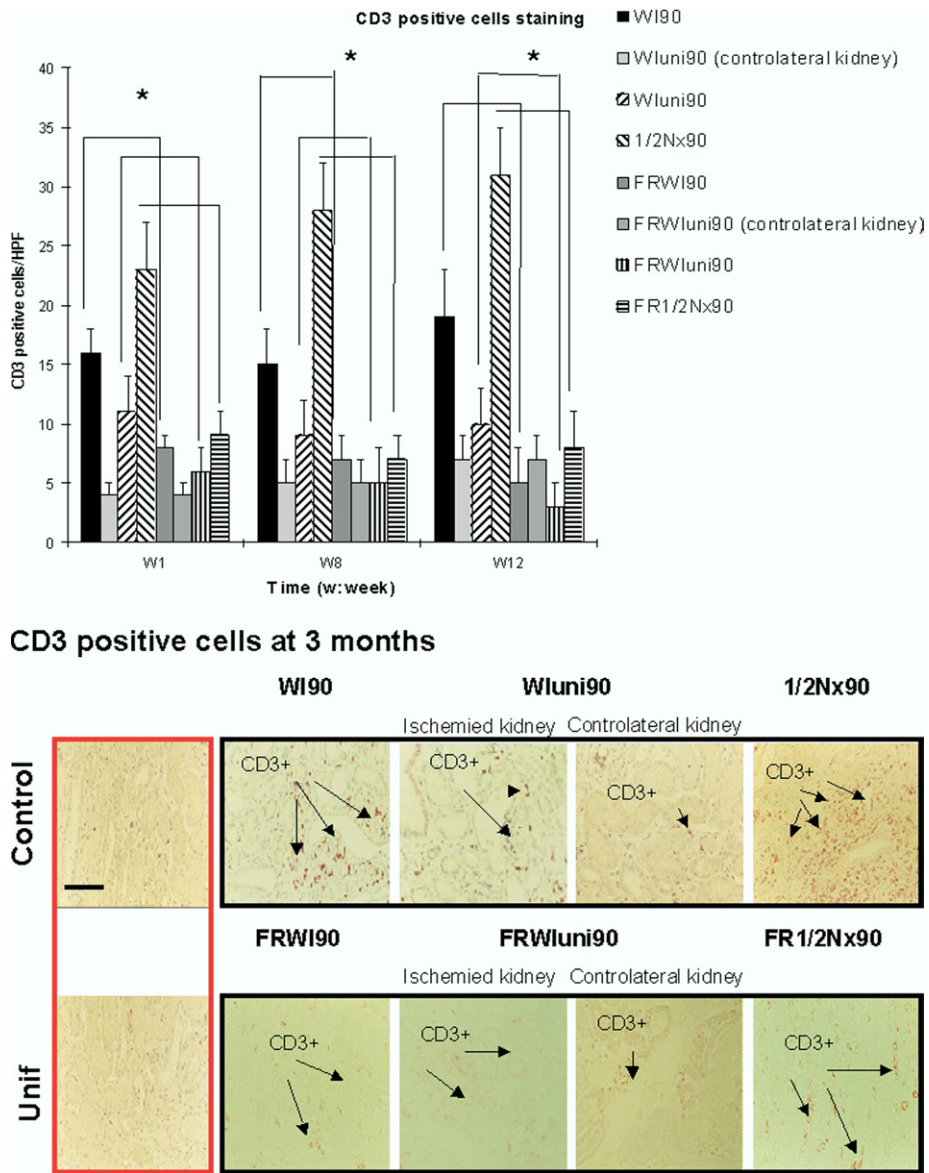 CD3 positive cells staining
WI90
WIuni90 (controlateral kidney)
WIuni90
1/2Nx90
FRWI90
FRWIuni90 (controlateral kidney)
FRWIuni90
FR1/2Nx90
CD3 positive cells/HPF
40
35
30
25
20
15
10
5
0
* * *
W1 W8 W12
Time (w:week)
CD3 positive cells at 3 months
WI90 WIuni90 1/2Nx90
Ischemied kidney Controlateral kidney
Control
CD3+ CD3+ CD3+ CD3+
FRWI90 FRWIuni90 FR1/2Nx90
Ischemied kidney Controlateral kidney
Unif
CD3+ CD3+ CD3+ CD3+